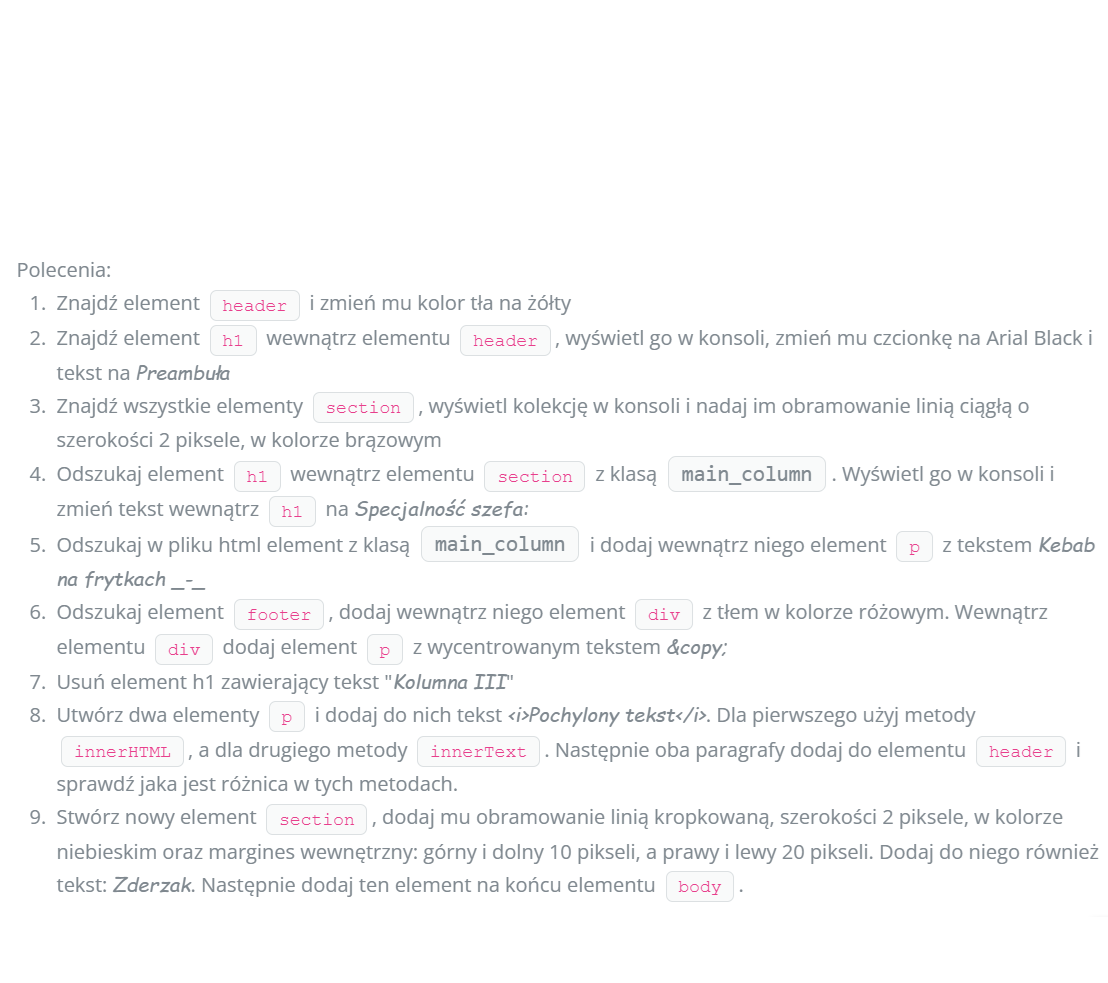 Polecenia:
1. Znajdź element header i zmień mu kolor tła na żółty
2. Znajdź element h1 wewnątrz elementu header , wyświetl go w konsoli, zmień mu czcionkę na Arial Black i
tekst na Preambuła
3. Znajdź wszystkie elementy section , wyświetl kolekcję w konsoli i nadaj im obramowanie linią ciągłą o
szerokości 2 piksele, w kolorze brązowym
4. Odszukaj element h1 wewnątrz elementu section z klasą main_column . Wyświetl go w konsoli i
zmień tekst wewnątrz h1 na Specjalność szefa:
5. Odszukaj w pliku html element z klasą main_column i dodaj wewnątrz niego element p z tekstem Kebab
na frytkach _-_
6. Odszukaj element footer , dodaj wewnątrz niego element div z tłem w kolorze różowym. Wewnątrz
elementu div dodaj element p z wycentrowanym tekstem &copy;
7. Usuń element h1 zawierający tekst "Kolumna III"
8. Utwórz dwa elementy p i dodaj do nich tekst <i>Pochylony tekst</i>. Dla pierwszego użyj metody
innerHTML , a dla drugiego metody innerText . Następnie oba paragrafy dodaj do elementu header i
sprawdź jaka jest różnica w tych metodach.
9. Stwórz nowy element section , dodaj mu obramowanie linią kropkowaną, szerokości 2 piksele, w kolorze
niebieskim oraz margines wewnętrzny: górny i dolny 10 pikseli, a prawy i lewy 20 pikseli. Dodaj do niego również
tekst: Zderzak. Następnie dodaj ten element na końcu elementu body .